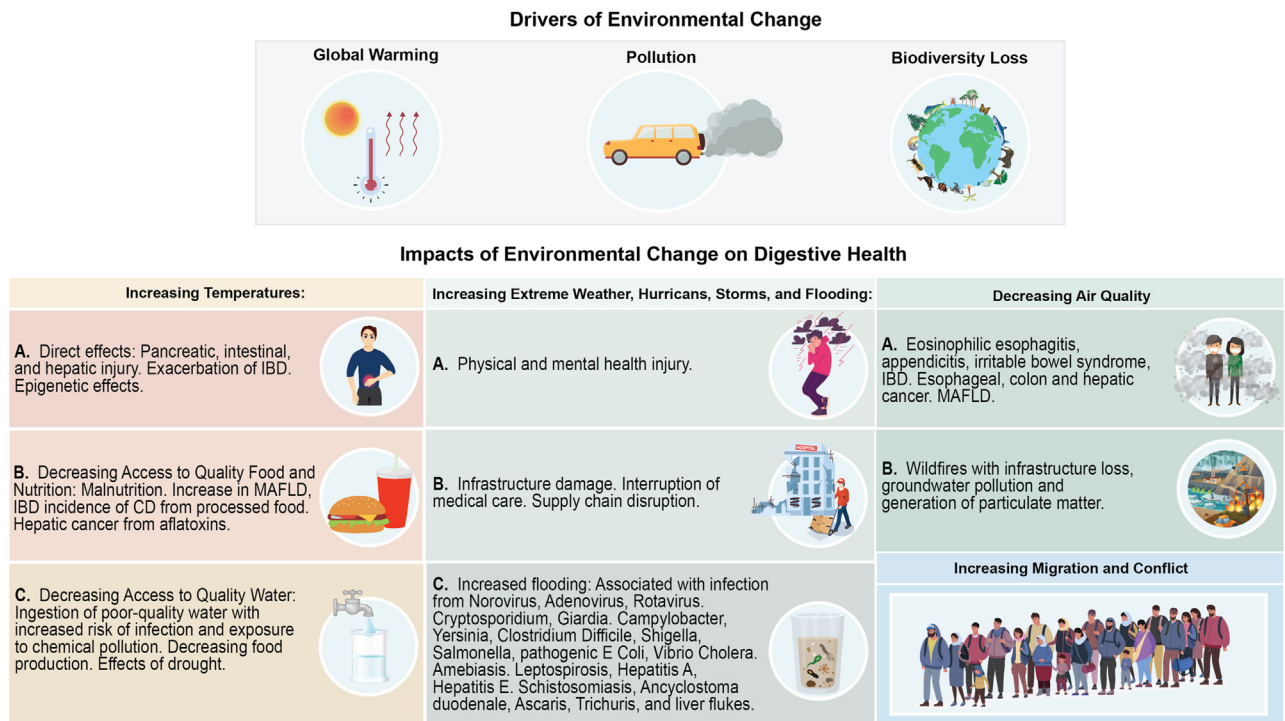 Drivers of Environmental Change
Global Warming
Pollution
Biodiversity Loss
Impacts of Environmental Change on Digestive Health
Increasing Temperatures:
A. Direct effects: Pancreatic, intestinal,
and hepatic injury. Exacerbation of IBD.
Epigenetic effects.
B. Decreasing Access to Quality Food and
Nutrition: Malnutrition. Increase in MAFLD,
IBD incidence of CD from processed food.
Hepatic cancer from aflatoxins.
C. Decreasing Access to Quality Water:
Ingestion of poor-quality water with
increased risk of infection and exposure
to chemical pollution. Decreasing food
production. Effects of drought.
Increasing Extreme Weather, Hurricans, Storms, and Flooding:
A. Physical and mental health injury.
B. Infrastructure damage. Interruption of
medical care. Supply chain disruption.
HOSPITAL
C. Increased flooding: Associated with infection
from Norovirus, Adenovirus, Rotavirus.
Cryptosporidium, Giardia. Campylobacter,
Yersinia, Clostridium Difficile, Shigella,
Salmonella, pathogenic E Coli, Vibrio Cholera.
Amebiasis. Leptospirosis, Hepatitis A,
Hepatitis E. Schistosomiasis, Ancyclostoma
duodenale, Ascaris, Trichuris, and liver flukes.
Decreasing Air Quality
A. Eosinophilic esophagitis,
appendicitis, irritable bowel syndrome,
IBD. Esophageal, colon and hepatic
cancer. MAFLD.
B. Wildfires with infrastructure loss,
groundwater pollution and
generation of particulate matter.
Increasing Migration and Conflict